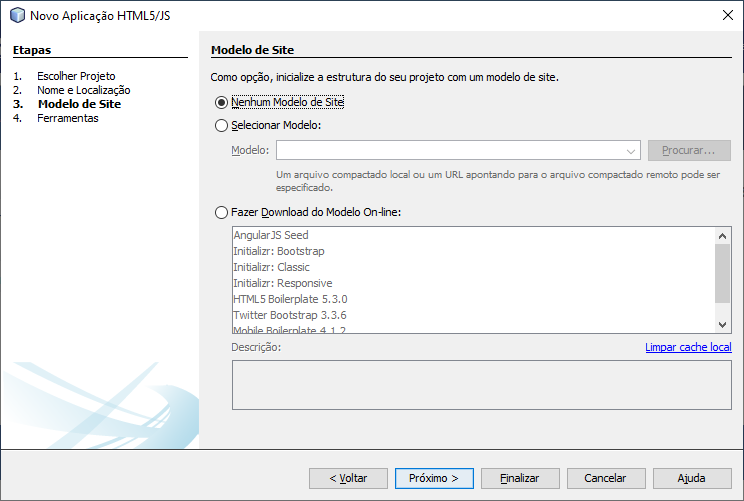 Novo Aplicação HTML5/JS
Etapas
1. Escolher Projeto
2. Nome e Localização
3. Modelo de Site
4. Ferramentas
Modelo de Site
Como opção, inicialize a estrutura do seu projeto com um modelo de site.
Nenhum Modelo de Site
Selecionar Modelo:
Modelo:
Procurar...
Um arquivo compactado local ou um URL apontando para o arquivo compactado remoto pode ser
especificado.
Fazer Download do Modelo On-line:
AngularJS Seed
Initializr: Bootstrap
Initializr: Classic
Initializr: Responsive
HTML5 Boilerplate 5.3.0
Twitter Bootstrap 3.3.6
Mobile Boilerplate 4.1.2
Descrição:
Limpar cache local
< Voltar
Próximo >
Finalizar
Cancelar
Ajuda